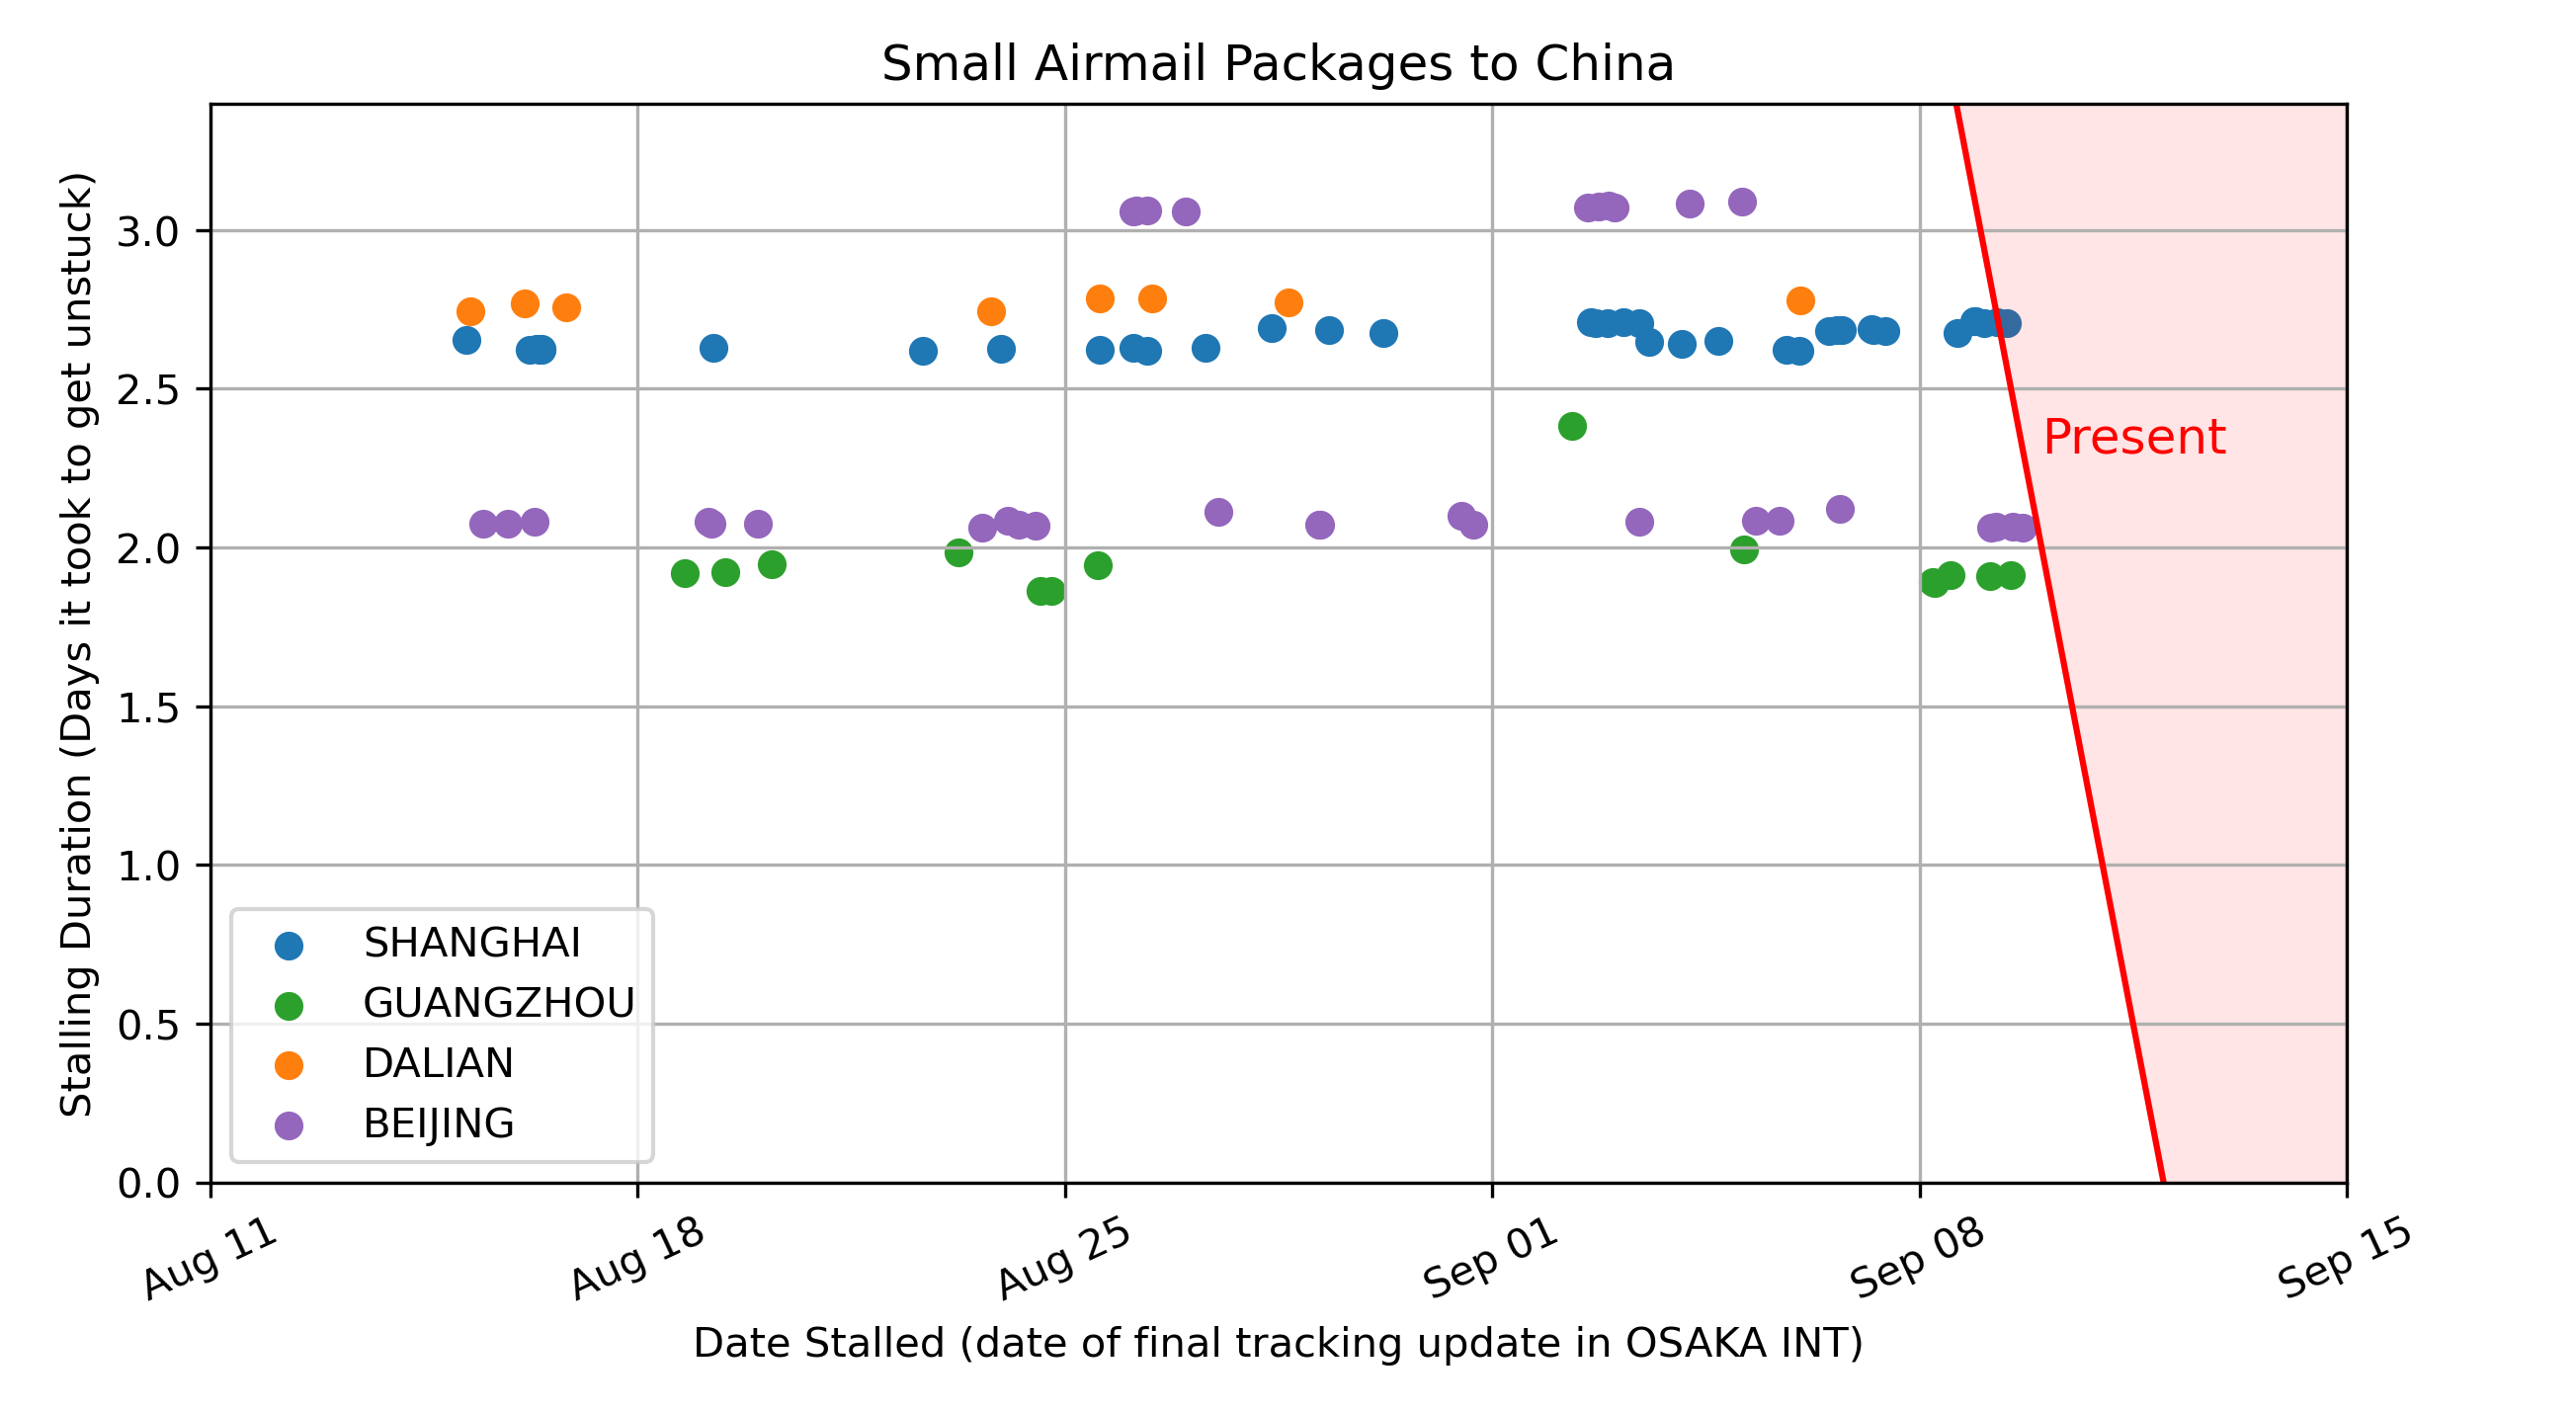 Small Airmail Packages to China
Stalling Duration (Days it took to get unstuck)
3.0
2.5
2.0
1.5
1.0
0.5
0.0
Present
SHANGHAI
GUANGZHOU
DALIAN
BEIJING
Aug 11
Aug 18
Aug 25
Sep 01
Sep 08
Sep 15
Date Stalled (date of final tracking update in OSAKA INT)